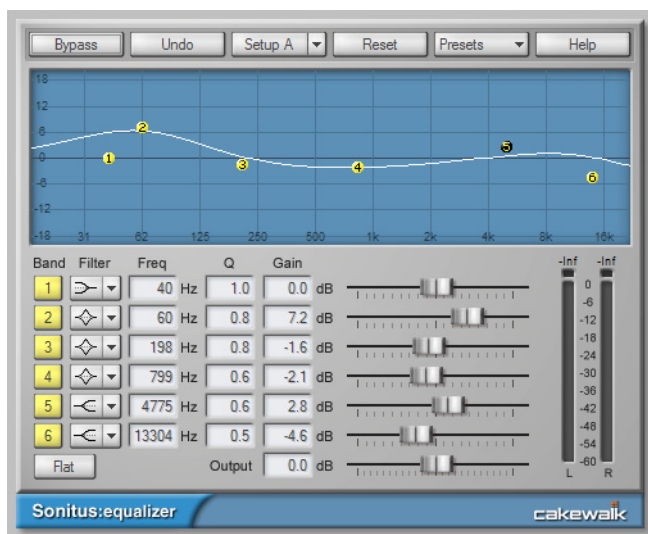 Bypass Undo Setup A Reset Presets Help
18
12
6
1 2 3 4 5 6
0
-6
-12
-18 31 62 125 250 500 1k 2k 4k 8k 16k
Band Filter Freq Q Gain -Inf -Inf
1 40 Hz 1.0 0.0 dB
2 60 Hz 0.8 7.2 dB
3 198 Hz 0.8 -1.6 dB
4 799 Hz 0.6 -2.1 dB
5 4775 Hz 0.6 2.8 dB
6 13304 Hz 0.5 -4.6 dB
Flat Output 0.0 dB
0
-6
-12
-18
-24
-30
-36
-42
-48
-54
-60
L R
Sonitus:equalizer cakewalk